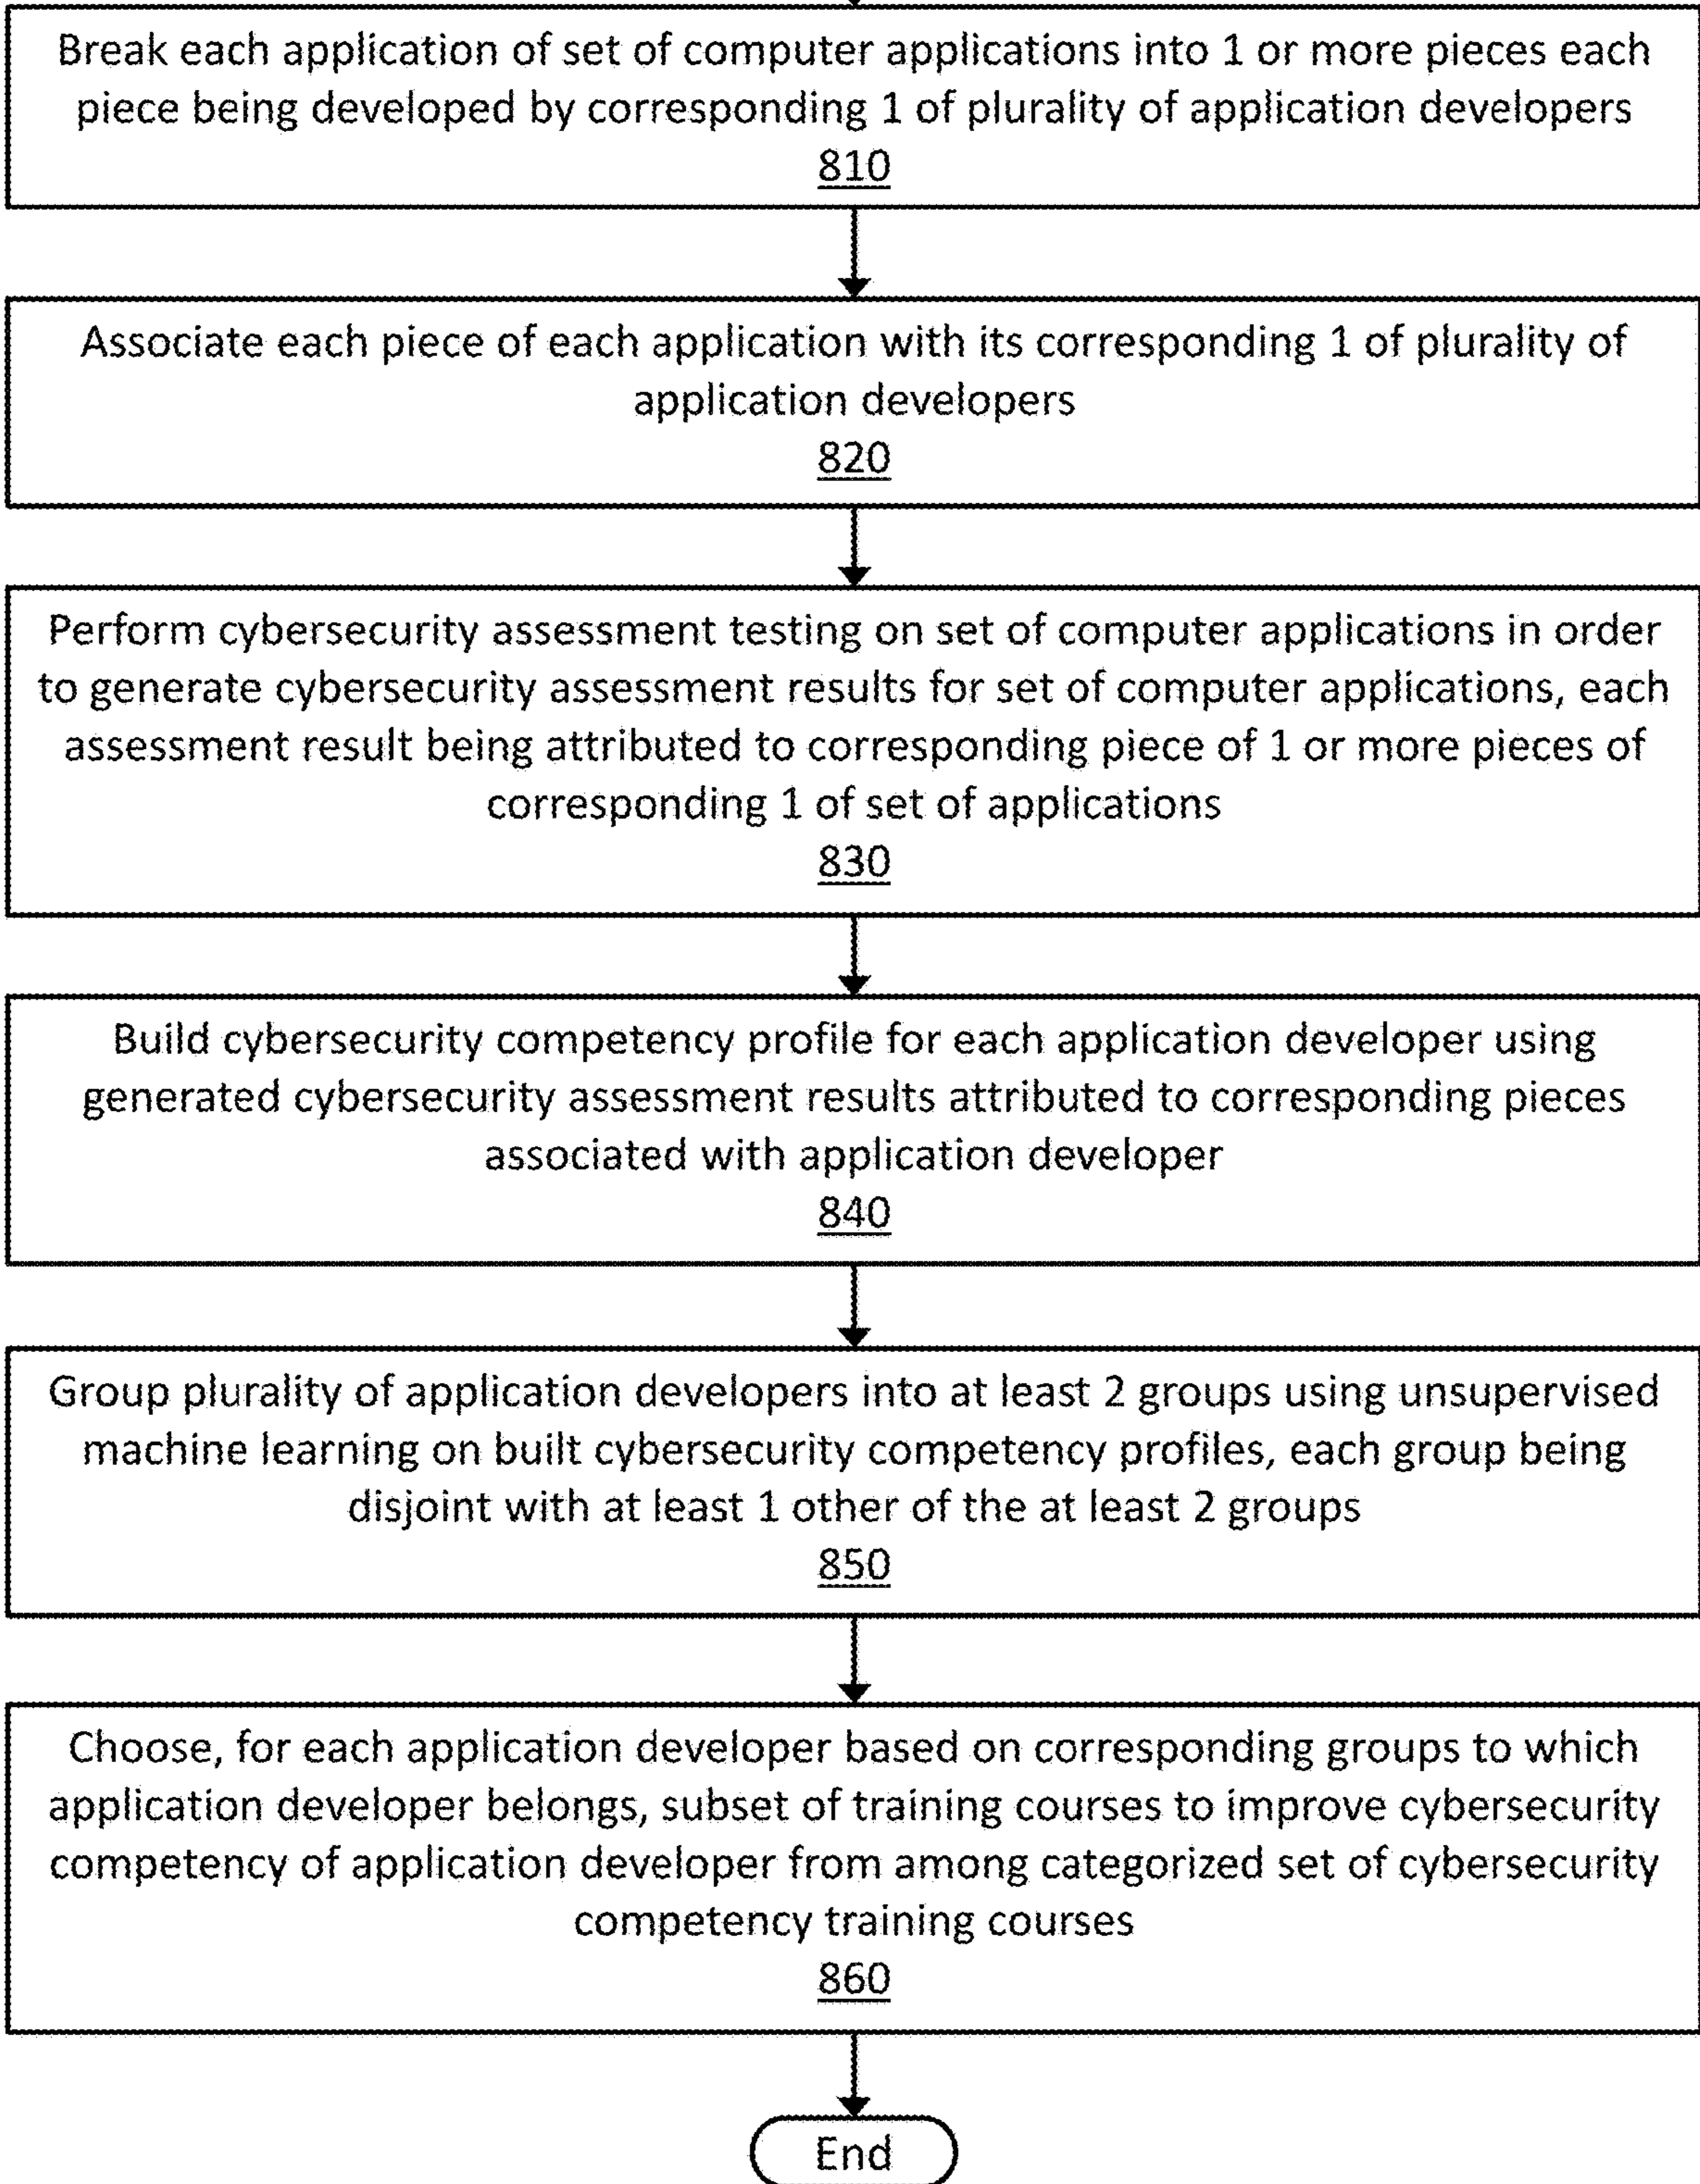 Break each application of set of computer applications into 1 or more pieces each
piece being developed by corresponding 1 of plurality of application developers
810
Associate each piece of each application with its corresponding 1 of plurality of
application developers
820
Perform cybersecurity assessment testing on set of computer applications in order
to generate cybersecurity assessment results for set of computer applications, each
assessment result being attributed to corresponding piece of 1 or more pieces of
corresponding 1 of set of applications
830
Build cybersecurity competency profile for each application developer using
generated cybersecurity assessment results attributed to corresponding pieces
associated with application developer
840
Group plurality of application developers into at least 2 groups using unsupervised
machine learning on built cybersecurity competency profiles, each group being
disjoint with at least 1 other of the at least 2 groups
850
Choose, for each application developer based on corresponding groups to which
application developer belongs, subset of training courses to improve cybersecurity
competency of application developer from among categorized set of cybersecurity
competency training courses
860
End